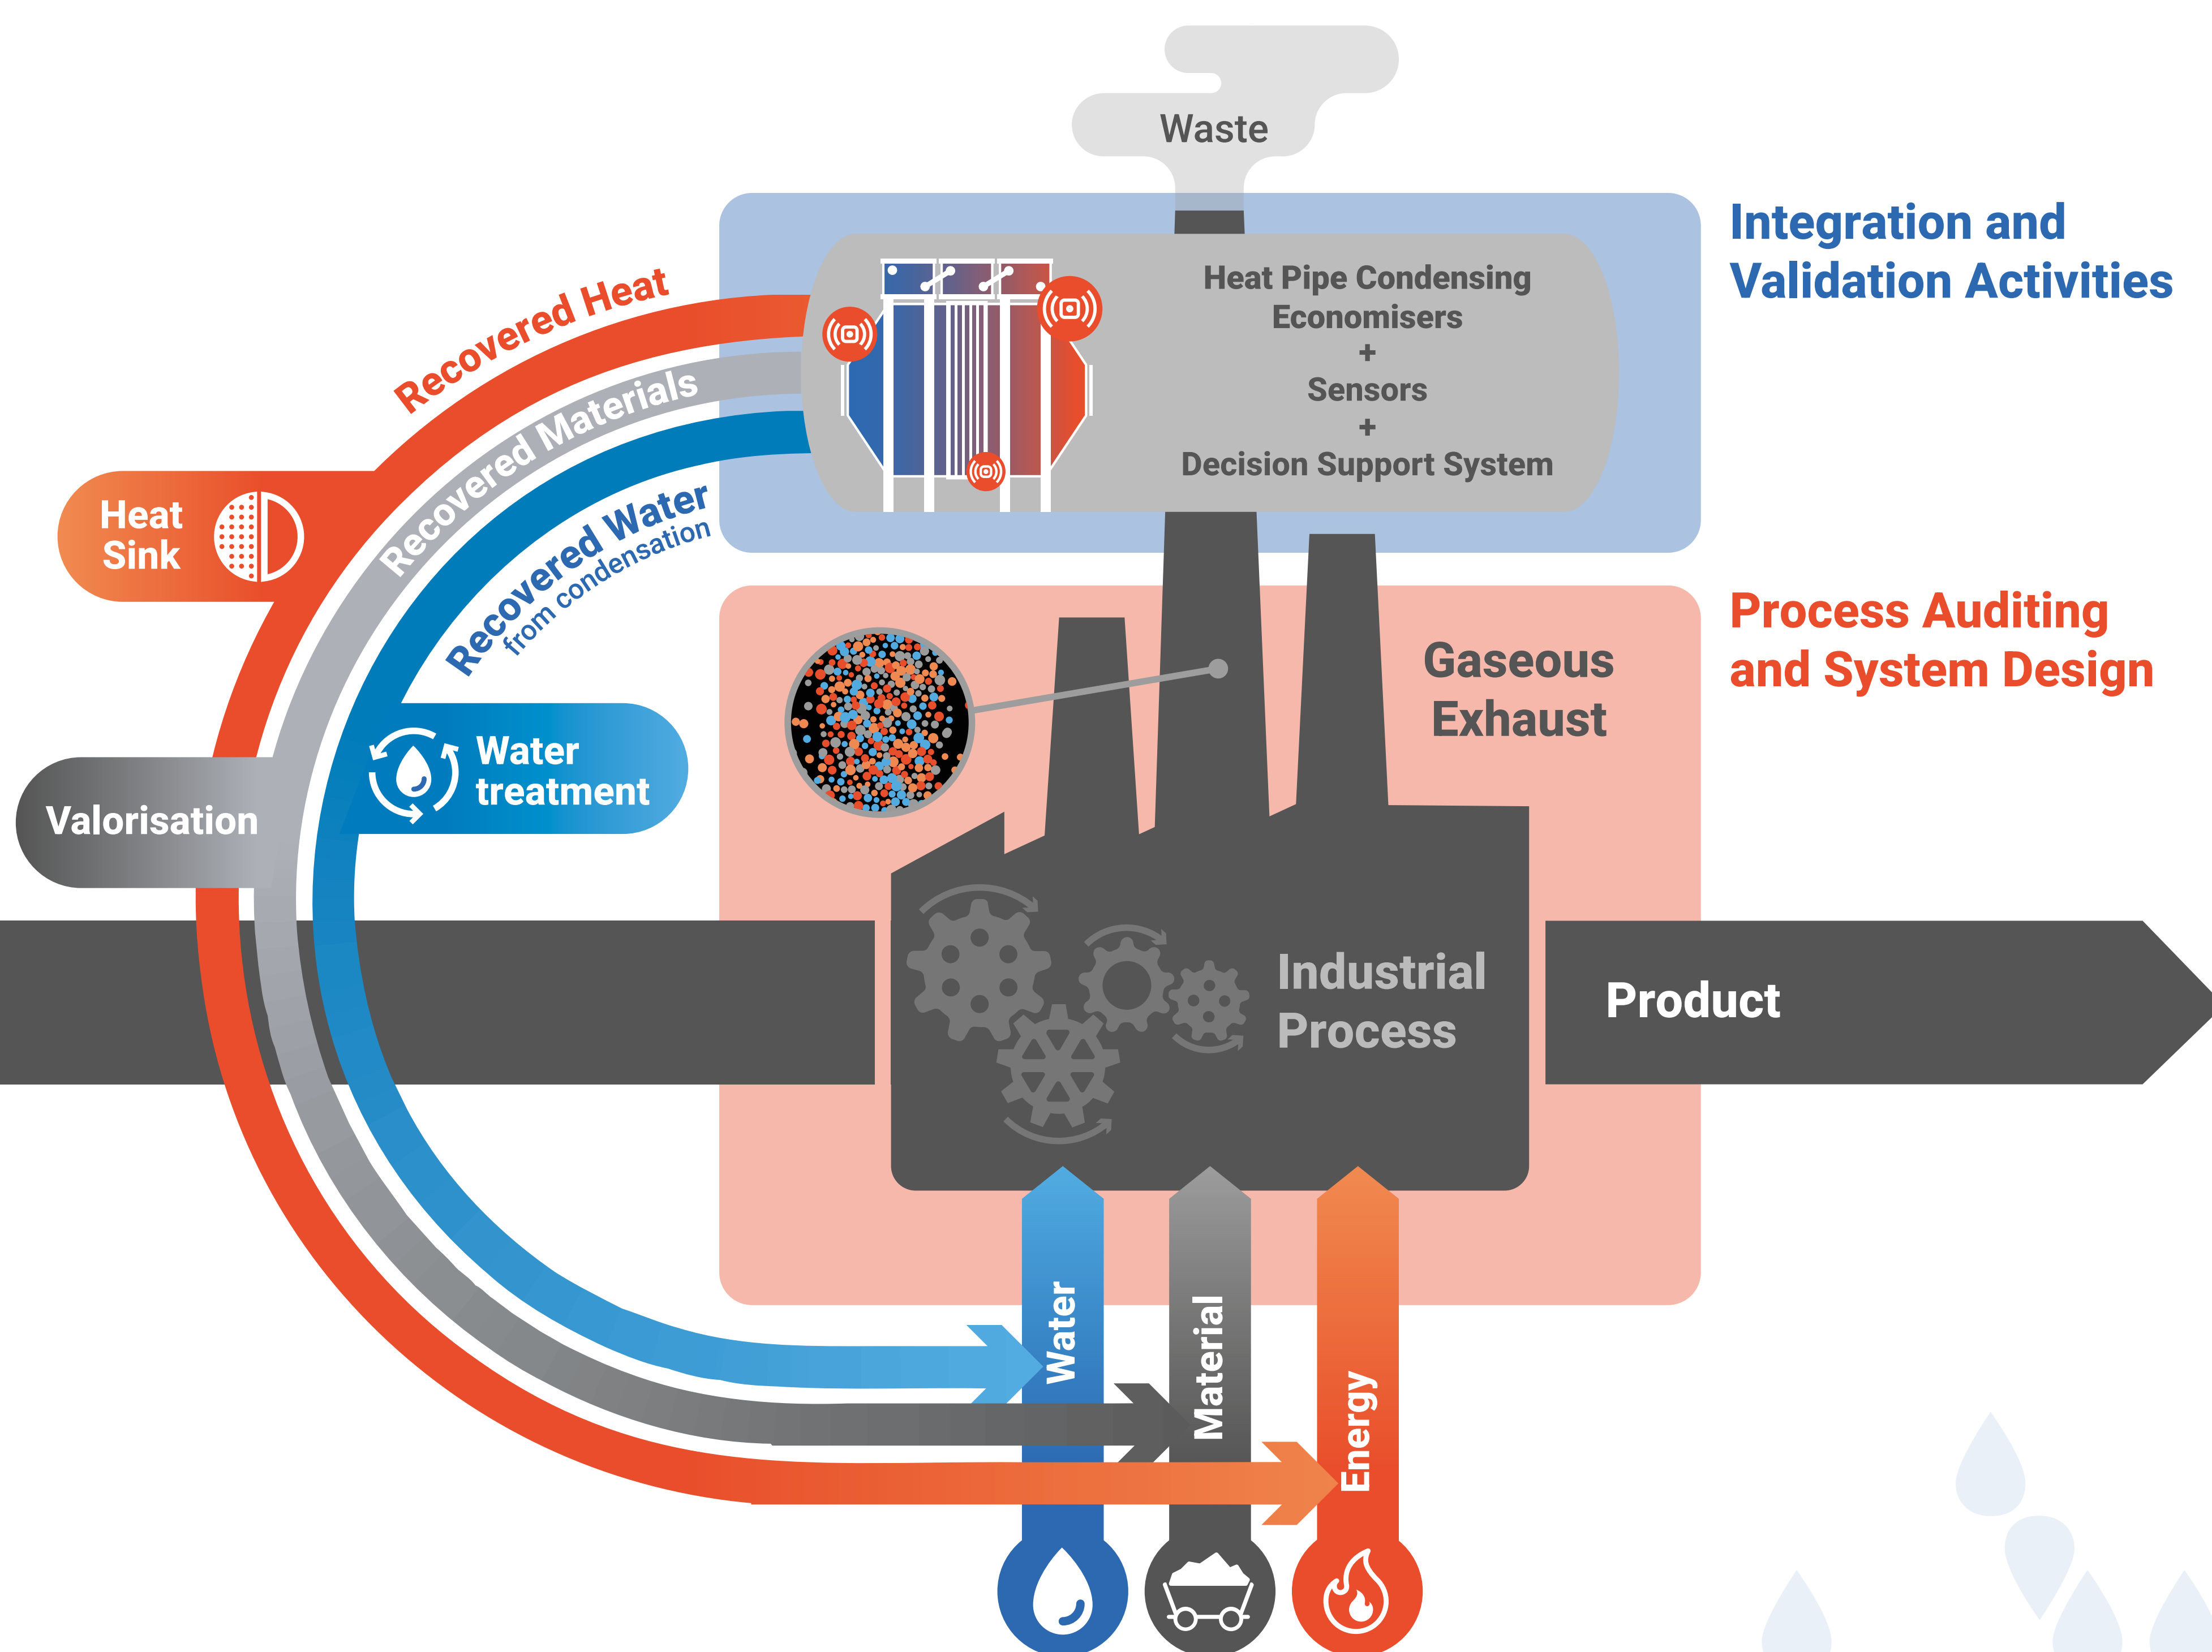 Waste
Integration and
Validation Activities
Heat Pipe Condensing
Economisers
+
Sensors
+
Decision Support System
Recovered Heat
Recovered Materials
Recovered Water
from condensation
Heat
Sink
Process Auditing
and System Design
Gaseous
Exhaust
Water
treatment
Valorisation
Industrial
Process
Product
Water
Material
Energy